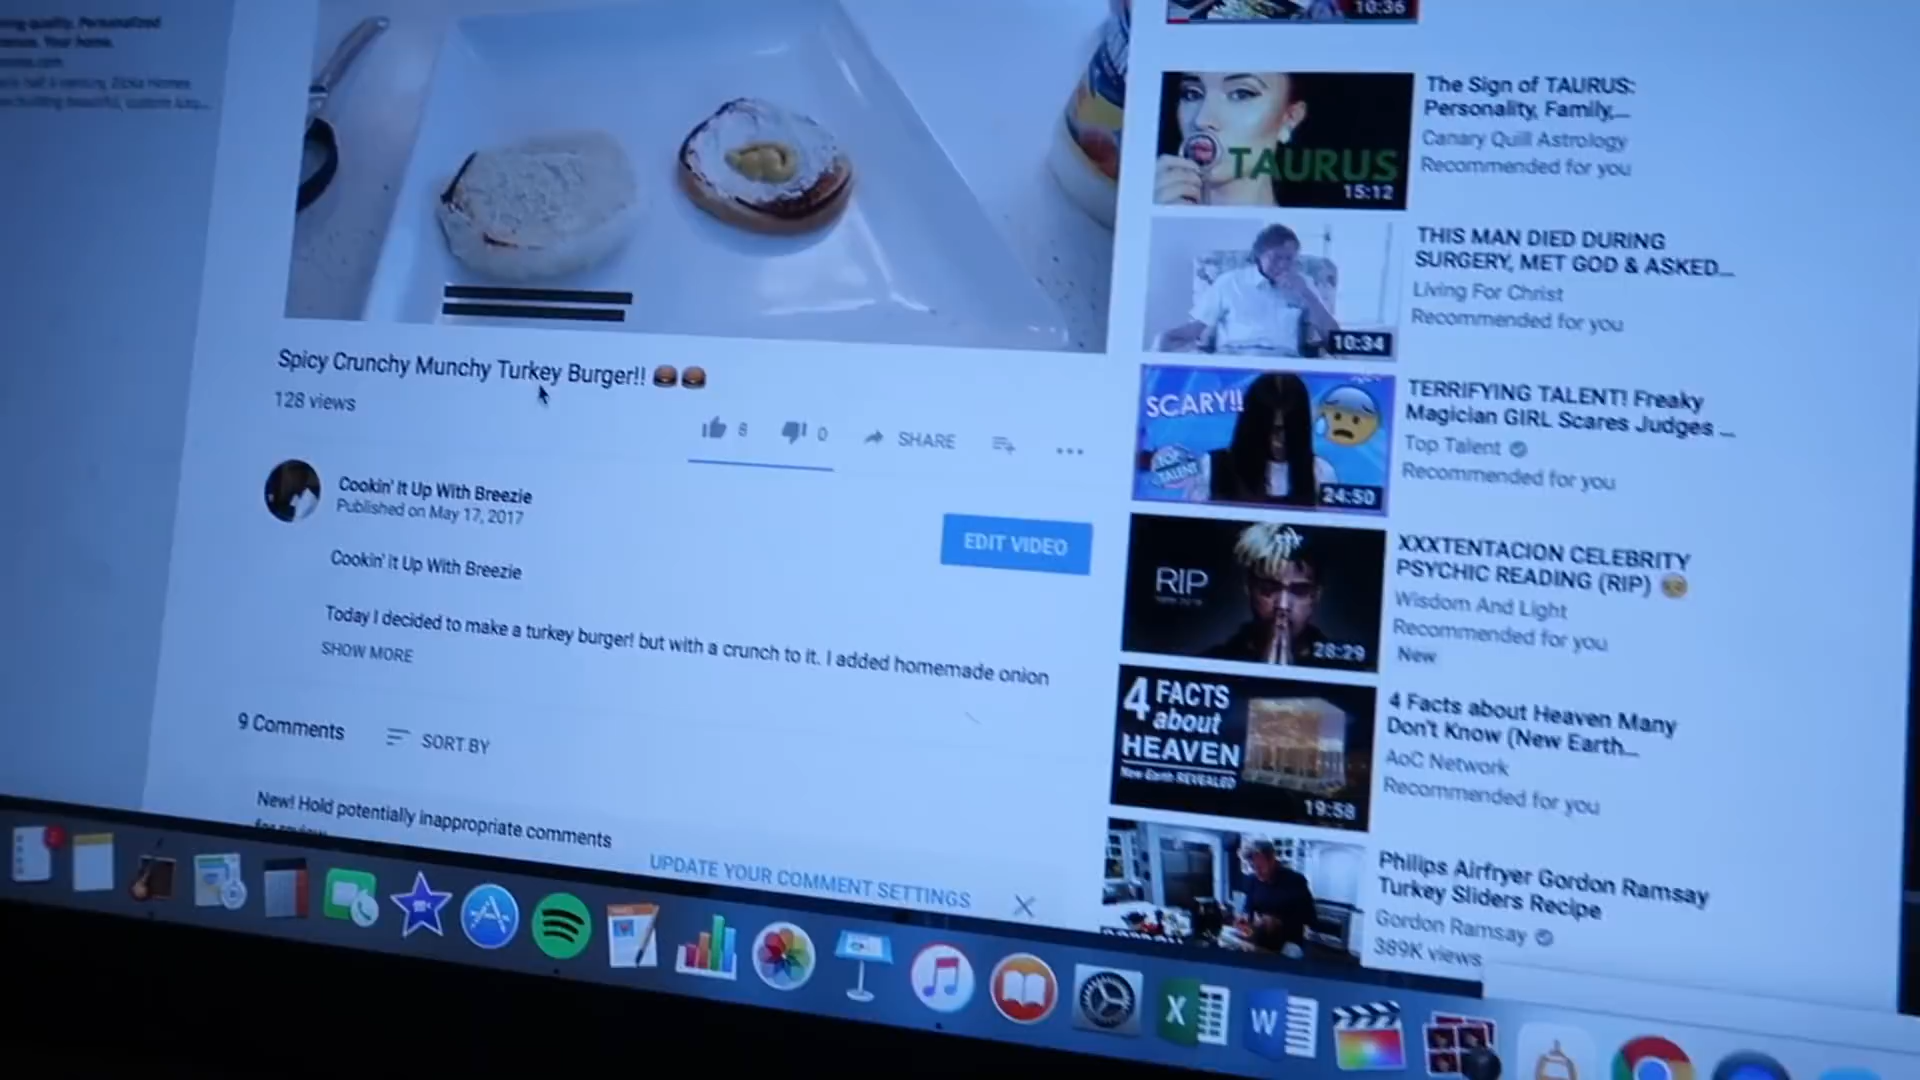 10:36
TAURUS
15:12
The Sign of TAURUS:
Personality, Family,...
Canary Quill Astrology
Recommended for you
10:34
THIS MAN DIED DURING
SURGERY, MET GOD & ASKED...
Living For Christ
Recommended for you
Spicy Crunchy Munchy Turkey Burger!! 🍔🍔
128 views
8
0
SHARE
Cookin' It Up With Breezie
Published on May 17, 2017
EDIT VIDEO
Cookin' it Up With Breezie
Today I decided to make a turkey burger! but with a crunch to it. I added homemade onion
SHOW MORE
9 Comments
SORT BY
New! Hold potentially inappropriate comments
for review
UPDATE YOUR COMMENT SETTINGS
SCARY!!
TOP TALENT
24:50
TERRIFYING TALENT! Freaky
Magician GIRL Scares Judges ...
Top Talent
Recommended for you
RIP
28:29
XXXTENTACION CELEBRITY
PSYCHIC READING (RIP)
Wisdom And Light
Recommended for you
New
4 FACTS
about
HEAVEN
New Earth REVEALED
19:58
4 Facts about Heaven Many
Don't Know (New Earth...
AoC Network
Recommended for you
Philips Airfryer Gordon Ramsay
Turkey Sliders Recipe
Gordon Ramsay
389K views
X
W